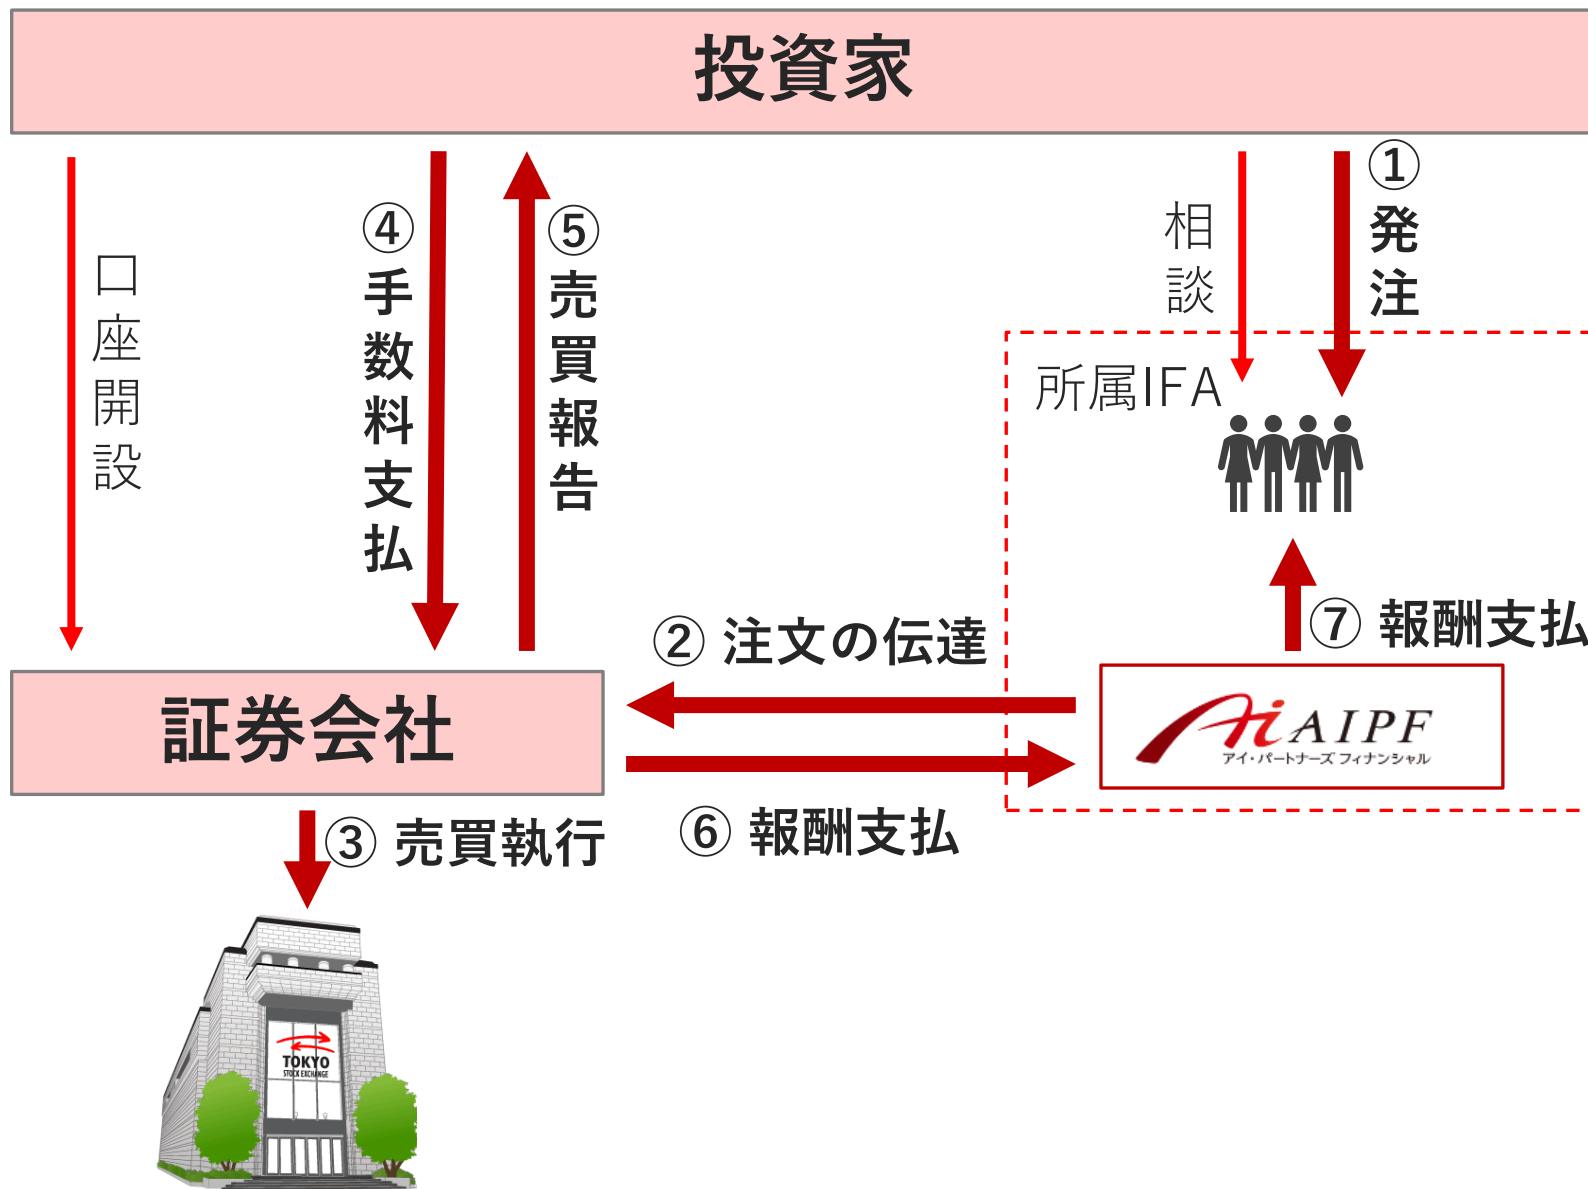 投資家
口座開設
④手数料支払
⑤売買報告
相談
①発注
所属IFA
② 注文の伝達
⑦ 報酬支払
証券会社
Ai AIPF
アイ・パートナーズ フィナンシャル
⑥ 報酬支払
③ 売買執行
TOKYO
STOCK EXCHANGE